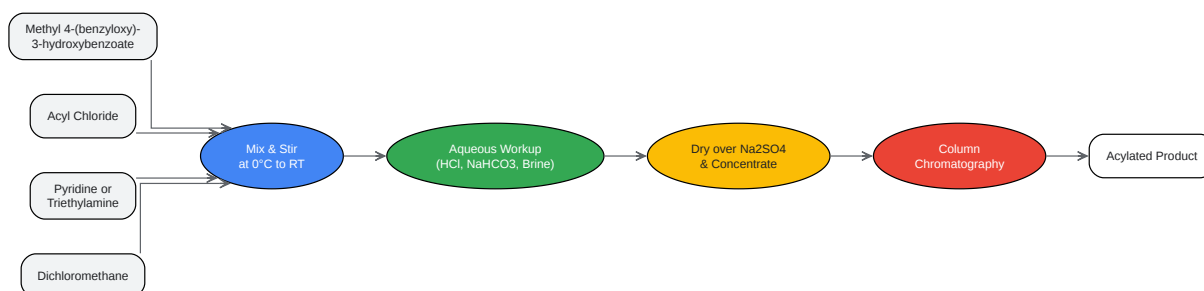 Methyl 4-(benzyloxy)-
3-hydroxybenzoate
Acyl Chloride
Pyridine or
Triethylamine
Dichloromethane
Mix & Stir
at 0°C to RT
Aqueous Workup
(HCl, NaHCO3, Brine)
Dry over Na2SO4
& Concentrate
Column
Chromatography
Acylated Product